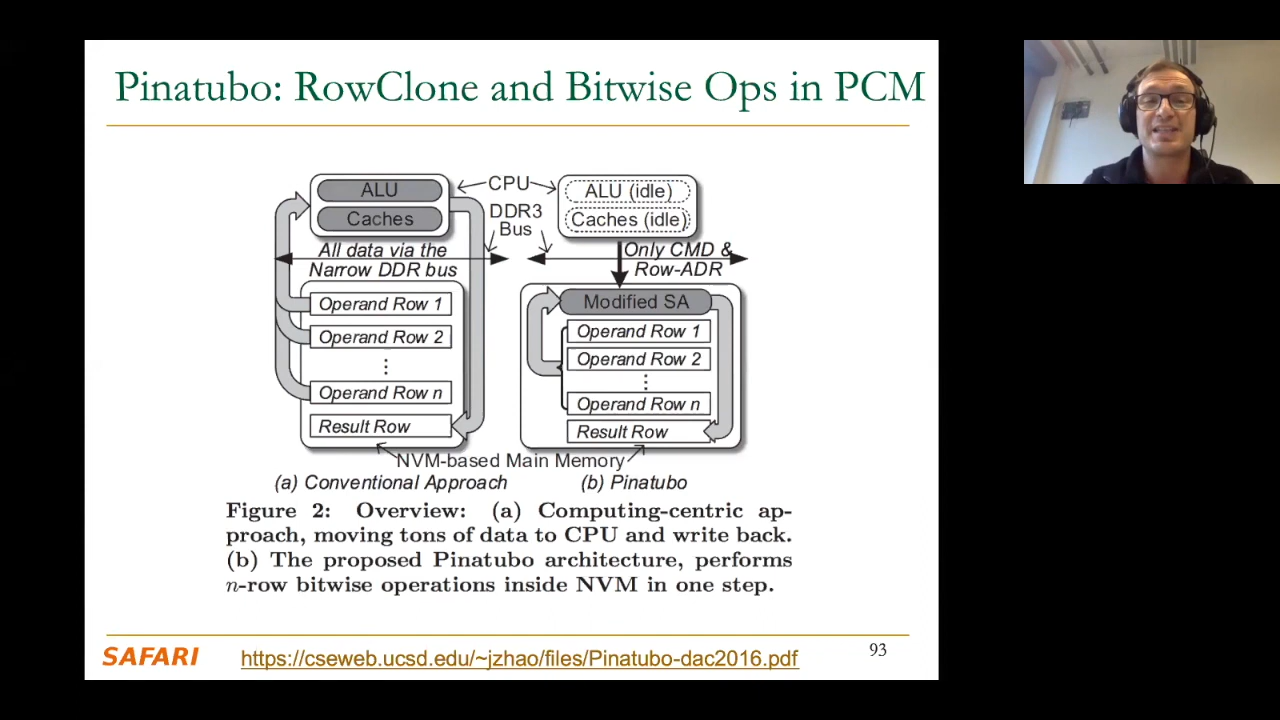 Pinatubo: RowClone and Bitwise Ops in PCM
ALU
Caches
CPU
DDR3
Bus
ALU (idle)
Caches (idle)
All data via the
Narrow DDR bus
Only CMD &
Row-ADR
Operand Row 1
Operand Row 2
⋮
Operand Row n
Result Row
Modified SA
Operand Row 1
Operand Row 2
⋮
Operand Row n
Result Row
NVM-based Main Memory
(a) Conventional Approach
(b) Pinatubo
Figure 2: Overview: (a) Computing-centric ap-
proach, moving tons of data to CPU and write back.
(b) The proposed Pinatubo architecture, performs
n-row bitwise operations inside NVM in one step.
SAFARI
https://cseweb.ucsd.edu/~jzhao/files/Pinatubo-dac2016.pdf
93